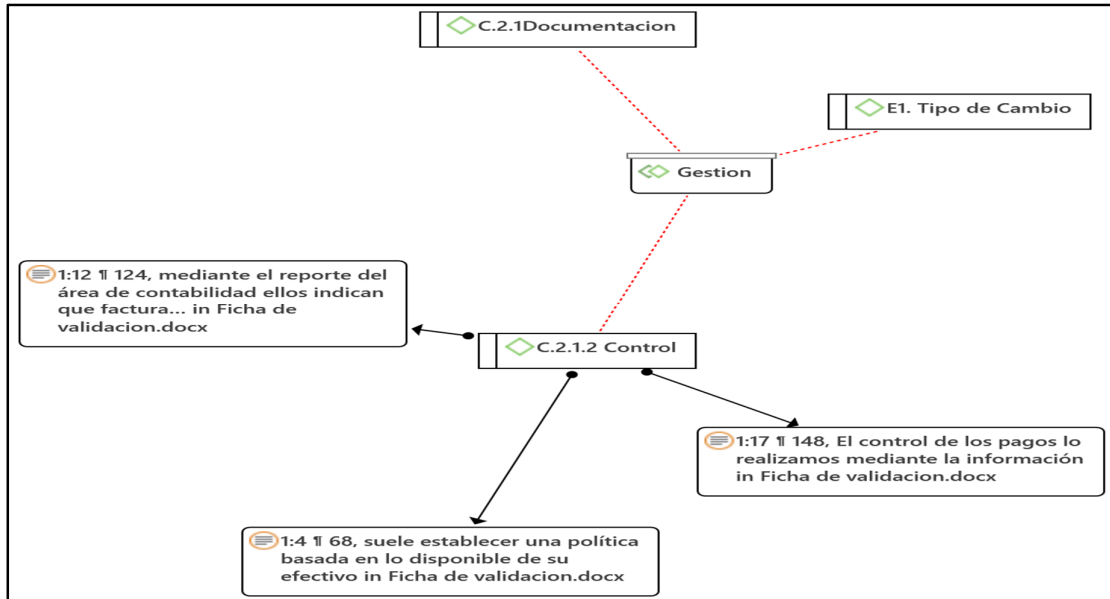 C.2.1Documentacion
E1. Tipo de Cambio
Gestion
1:12 ¶ 124, mediante el reporte del
área de contabilidad ellos indican
que factura... in Ficha de
validacion.docx
C.2.1.2 Control
1:17 ¶ 148, El control de los pagos lo
realizamos mediante la información
in Ficha de validacion.docx
1:4 ¶ 68, suele establecer una política
basada en lo disponible de su
efectivo in Ficha de validacion.docx